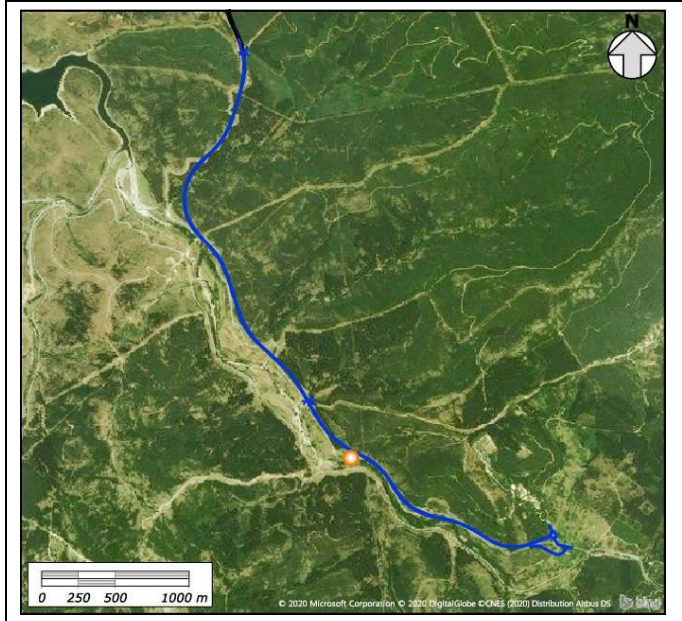 N
0 250 500 1000 m
© 2020 Microsoft Corporation © 2020 DigitalGlobe ©CNES (2020) Distribution Airbus DS
bing